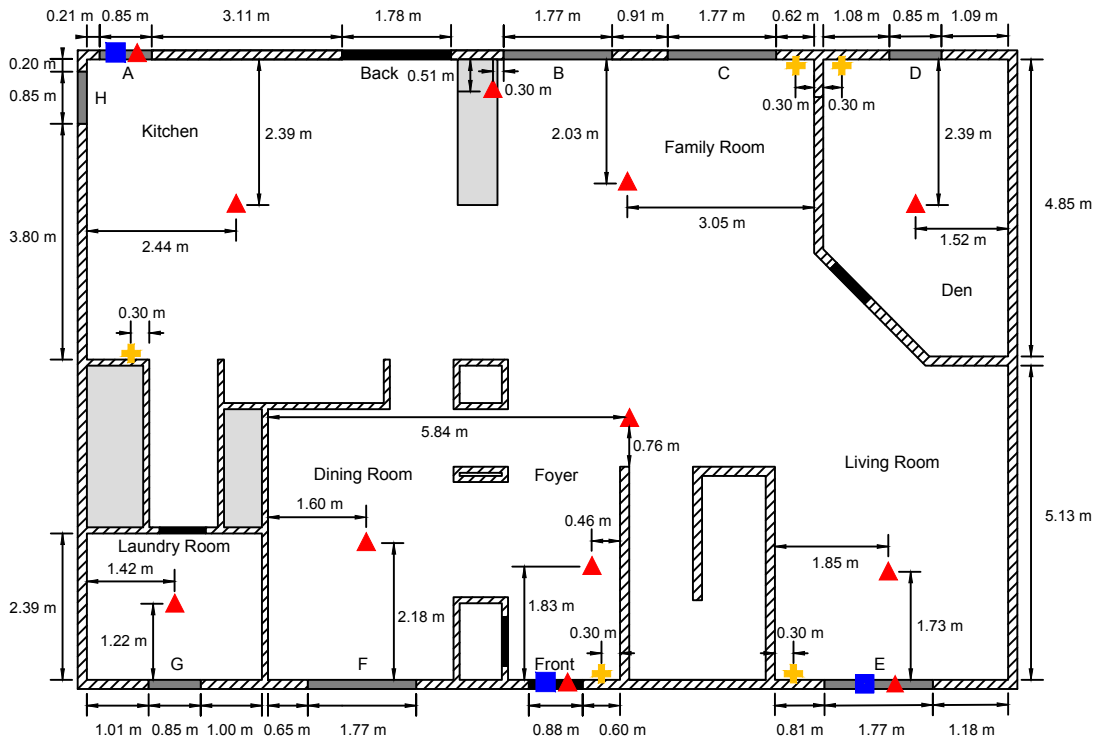 0.21 m 0.85 m 3.11 m 1.78 m 1.77 m 0.91 m 1.77 m 0.62 m 1.08 m 0.85 m 1.09 m
0.20 m
A
Back
0.51 m
0.30 m
B
C
D
0.85 m
H
0.30 m
0.30 m
Kitchen
2.39 m
2.03 m
Family Room
2.39 m
3.80 m
3.05 m
4.85 m
2.44 m
1.52 m
Den
0.30 m
5.84 m
0.76 m
Dining Room
Foyer
Living Room
1.60 m
0.46 m
5.13 m
Laundry Room
1.42 m
1.85 m
2.39 m
1.22 m
2.18 m
1.83 m
0.30 m
0.30 m
1.73 m
G
F
Front
E
1.01 m 0.85 m 1.00 m 0.65 m 1.77 m 0.88 m 0.60 m 0.81 m 1.77 m 1.18 m